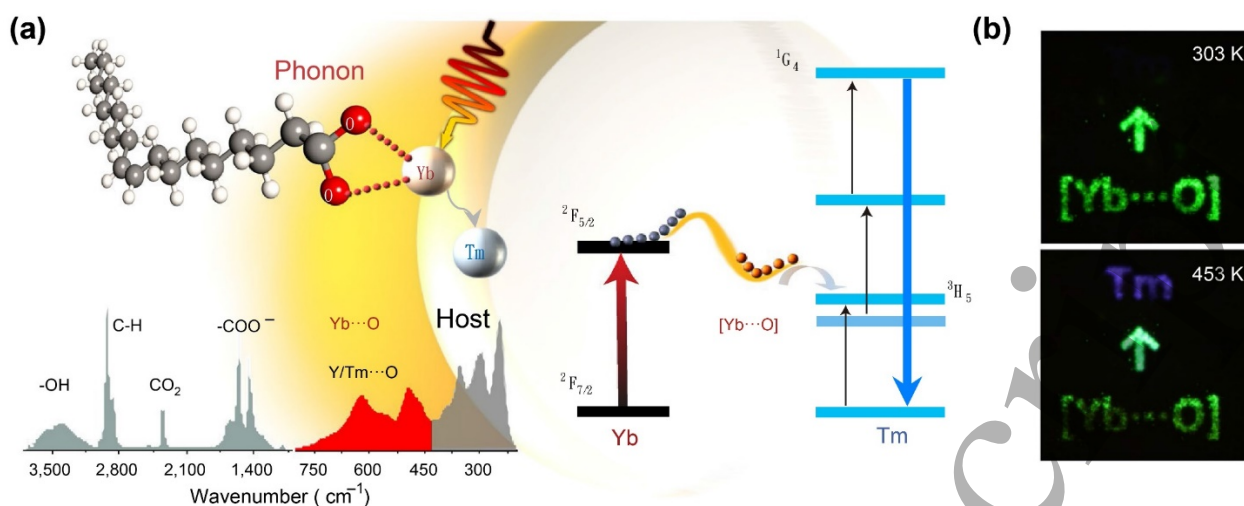 (a)
Phonon
O
O
Yb
Tm
-OH
C-H
CO₂
-COO⁻
Yb···O
Y/Tm···O
Host
3,500
2,800
2,100
1,400
750
600
450
300
Wavenumber ( cm⁻¹)
²F₅/₂
²F₇/₂
Yb
[Yb···O]
¹G₄
³H₅
Tm
(b)
303 K
Tm
[Yb···O]
453 K
Tm
[Yb···O]